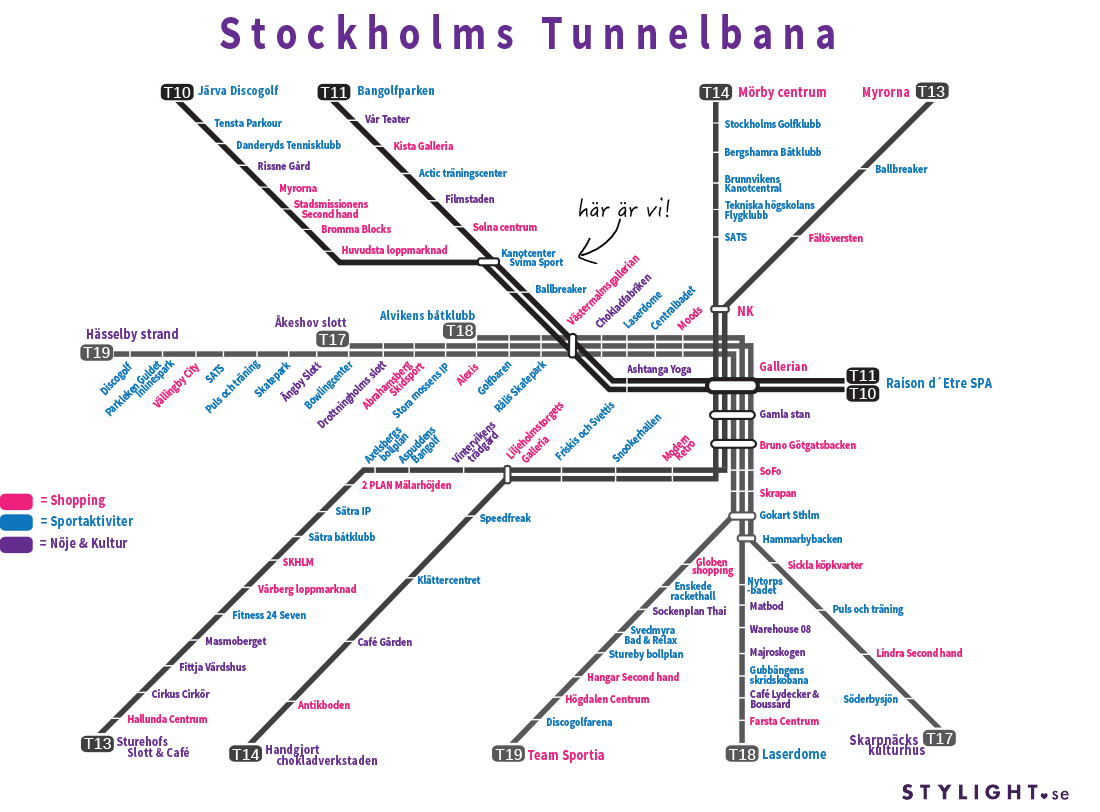 Stockholms Tunnelbana
T10 Järva Discogolf
Tensta Parkour
Danderyds Tennisklubb
Rissne Gård
Myrorna
Stadsmissionens
Second hand
Bromma Blocks
Huvudsta loppmarknad
T11 Bangolfparken
Vår Teater
Kista Galleria
Actic träningscenter
Filmstaden
Solna centrum
Kanotcenter
Svima Sport
Ballbreaker
här är vi!
T14 Mörby centrum
Stockholms Golfklubb
Bergshamra Båtklubb
Brunnvikens
Kanotcentral
Tekniska högskolans
Flygklubb
SATS
Myrorna T13
Ballbreaker
Fältöversten
NK
Västermalmsgallerian
Chokladfabriken
Laserdome
Centralbadet
Moods
Hässelby strand
T19
Åkeshov slott
T17
Alvikens båtklubb
T18
Discogolf
Parkleken Guldet
Inlinespark
Vällingby City
SATS
Puls och träning
Skatepark
Ängby Slott
Bowlingcenter
Drottningholms slott
Abrahamsberg
Skidsport
Stora mossens IP
Alexis
Golfbaren
Rålis Skatepark
Ashtanga Yoga
Gallerian
T11
T10
Raison d´Etre SPA
Gamla stan
Bruno Götgatsbacken
SoFo
Skrapan
Gokart Sthlm
Hammarbybacken
Axelsbergs
bollplan
Aspuddens
Bangolf
Vintervikens
trädgård
Liljeholmstorgets
Galleria
Friskis och Svettis
Snookerhallen
Modern
Retro
= Shopping
= Sportaktiviter
= Nöje & Kultur
2 PLAN Mälarhöjden
Sätra IP
Sätra båtklubb
SKHLM
Vårberg loppmarknad
Fitness 24 Seven
Masmoberget
Fittja Värdshus
Cirkus Cirkör
Hallunda Centrum
T13 Sturehofs
Slott & Café
Speedfreak
Klättercentret
Café Gården
Antikboden
T14 Handgjort
chokladverkstaden
Globen
shopping
Enskede
rackethall
Sockenplan Thai
Svedmyra
Bad & Relax
Stureby bollplan
Hangar Second hand
Högdalen Centrum
Discogolfarena
T19 Team Sportia
Nytorps
-badet
Matbod
Warehouse 08
Majroskogen
Gubbängens
skridskobana
Café Lydecker &
Boussard
Farsta Centrum
T18 Laserdome
Sickla köpkvarter
Puls och träning
Lindra Second hand
Söderbysjön
Skarpnäcks T17
kulturhus
STYLIGHT.se